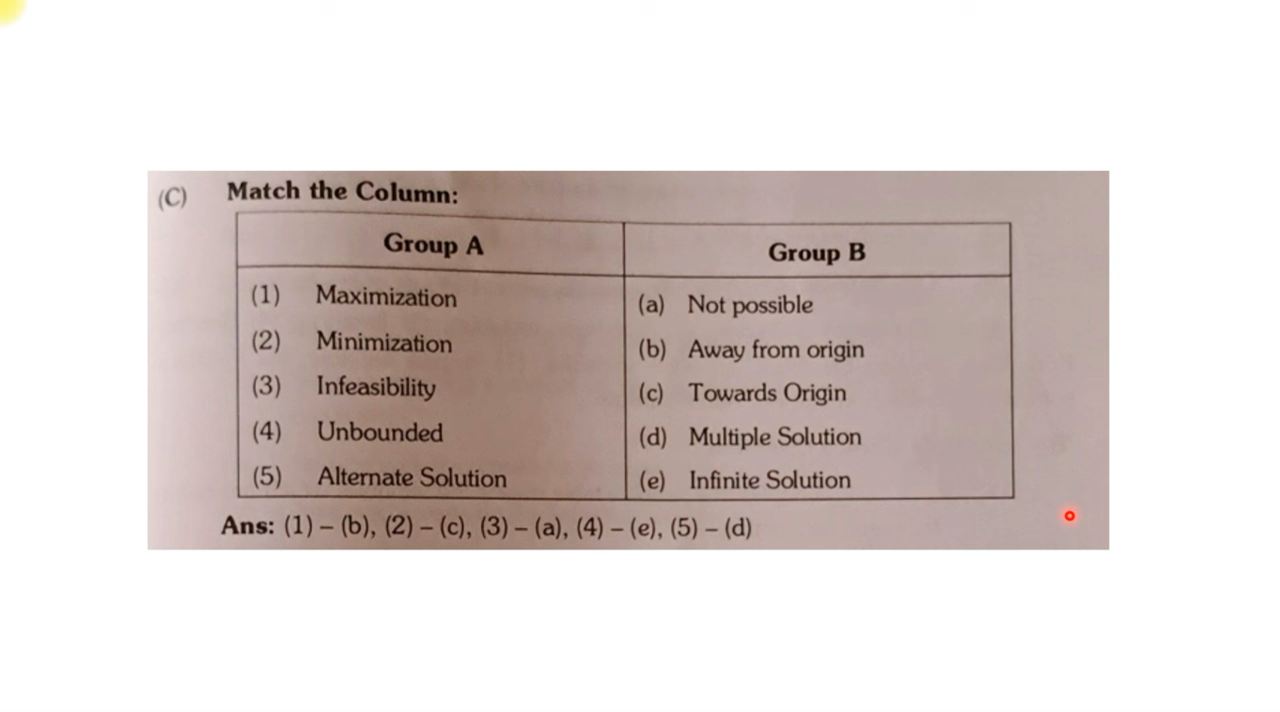 (C) Match the Column:
Group A Group B
(1) Maximization (a) Not possible
(2) Minimization (b) Away from origin
(3) Infeasibility (c) Towards Origin
(4) Unbounded (d) Multiple Solution
(5) Alternate Solution (e) Infinite Solution
Ans: (1) – (b), (2) – (c), (3) – (a), (4) – (e), (5) – (d)